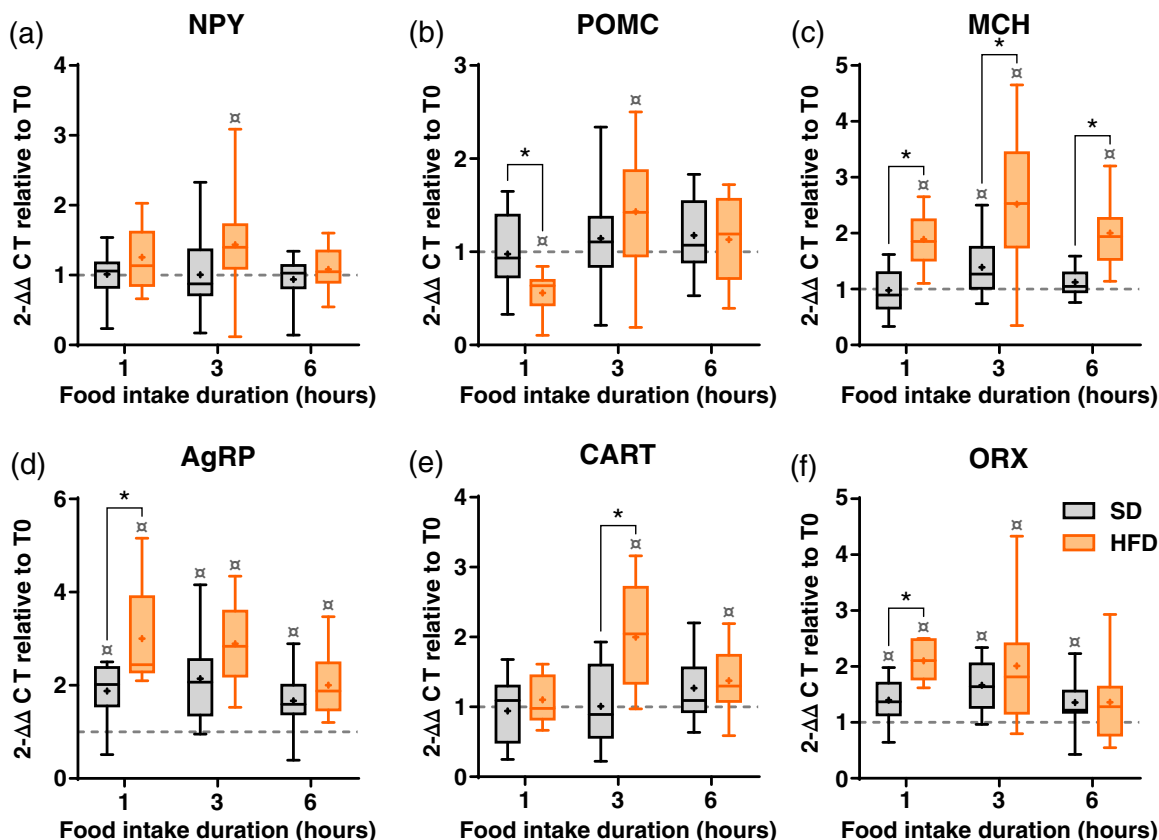 (a) NPY
2-ΔΔ CT relative to T0
4
3
2
1
0
¤
1 3 6
Food intake duration (hours)
(b) POMC
2-ΔΔ CT relative to T0
3
2
1
0
*
¤
¤
1 3 6
Food intake duration (hours)
(c) MCH
2-ΔΔ CT relative to T0
5
4
3
2
1
0
*
*
*
¤
¤
¤
¤
1 3 6
Food intake duration (hours)
(d) AgRP
2-ΔΔ CT relative to T0
6
4
2
0
*
¤
¤
¤
¤
¤
¤
1 3 6
Food intake duration (hours)
(e) CART
2-ΔΔ CT relative to T0
4
3
2
1
0
*
¤
¤
1 3 6
Food intake duration (hours)
(f) ORX
2-ΔΔ CT relative to T0
5
4
3
2
1
0
*
¤
¤
¤
¤
¤
1 3 6
Food intake duration (hours)
SD
HFD